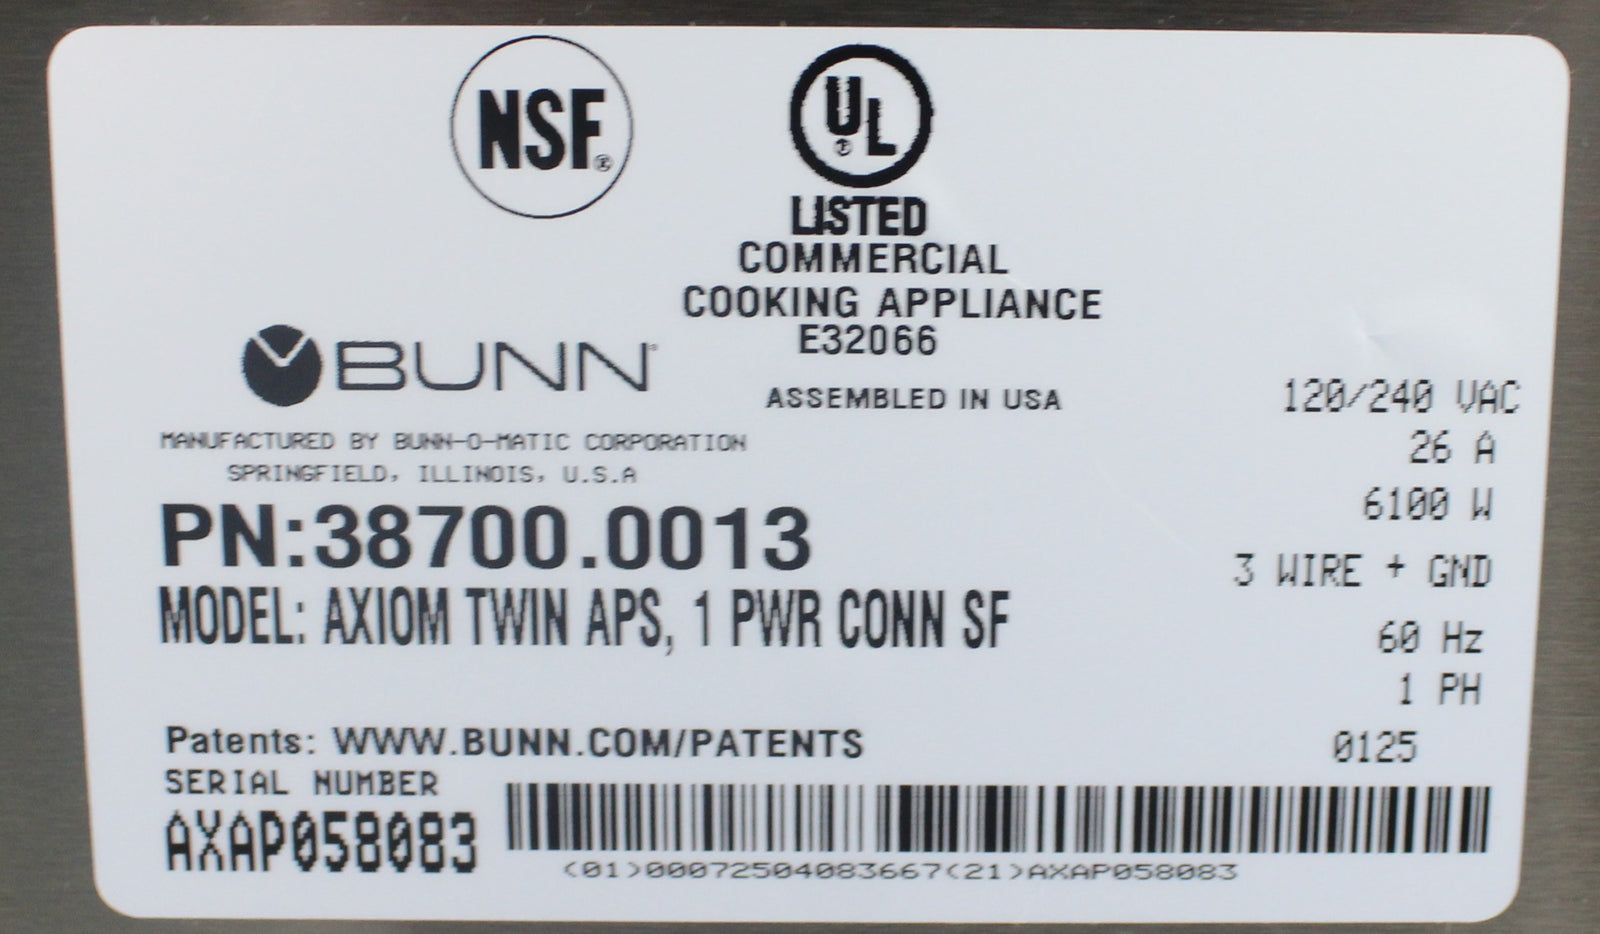 NSF®
UL®
LISTED
COMMERCIAL
COOKING APPLIANCE
E32066
BUNN®
ASSEMBLED IN USA
MANUFACTURED BY BUNN-O-MATIC CORPORATION
SPRINGFIELD, ILLINOIS, U.S.A
PN:38700.0013
MODEL: AXIOM TWIN APS, 1 PWR CONN SF
120/240 VAC
26 A
6100 W
3 WIRE + GND
60 Hz
1 PH
0125
Patents: WWW.BUNN.COM/PATENTS
SERIAL NUMBER
AXAP058083
(01)00072504083667(21)AXAP058083